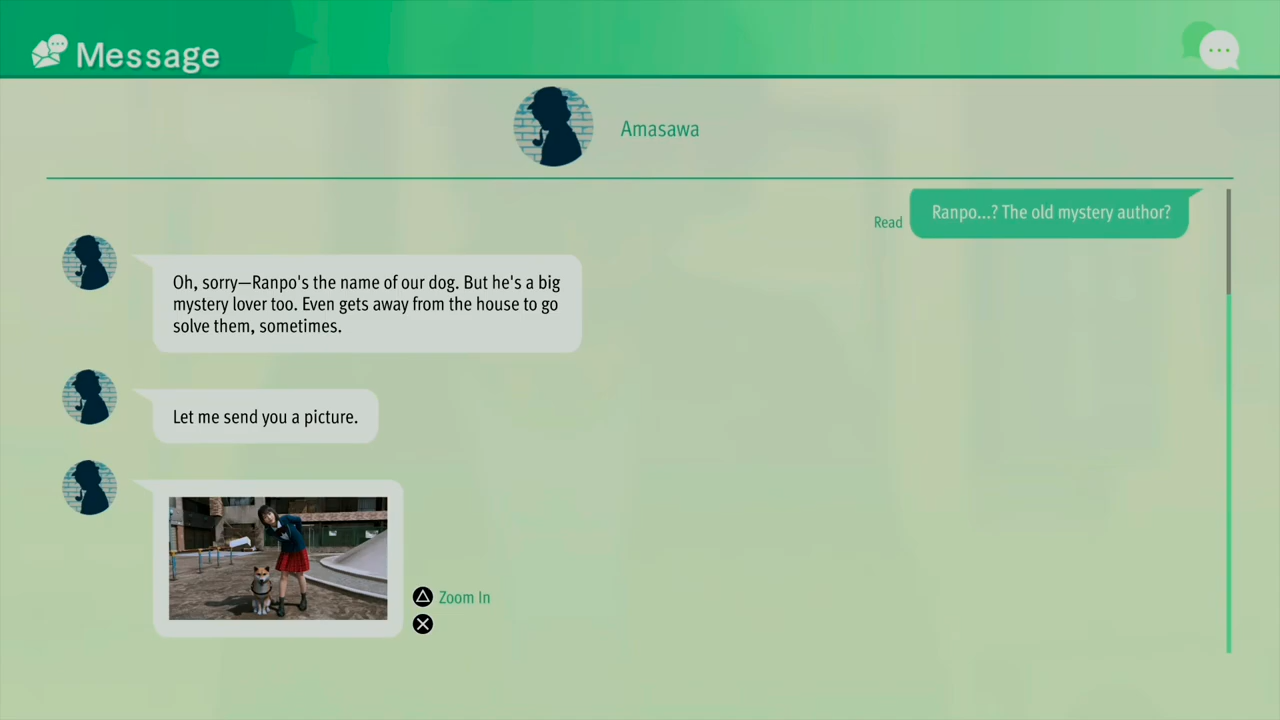 Message
Amasawa
Ranpo...? The old mystery author?
Read
Oh, sorry—Ranpo's the name of our dog. But he's a big
mystery lover too. Even gets away from the house to go
solve them, sometimes.
Let me send you a picture.
Zoom In